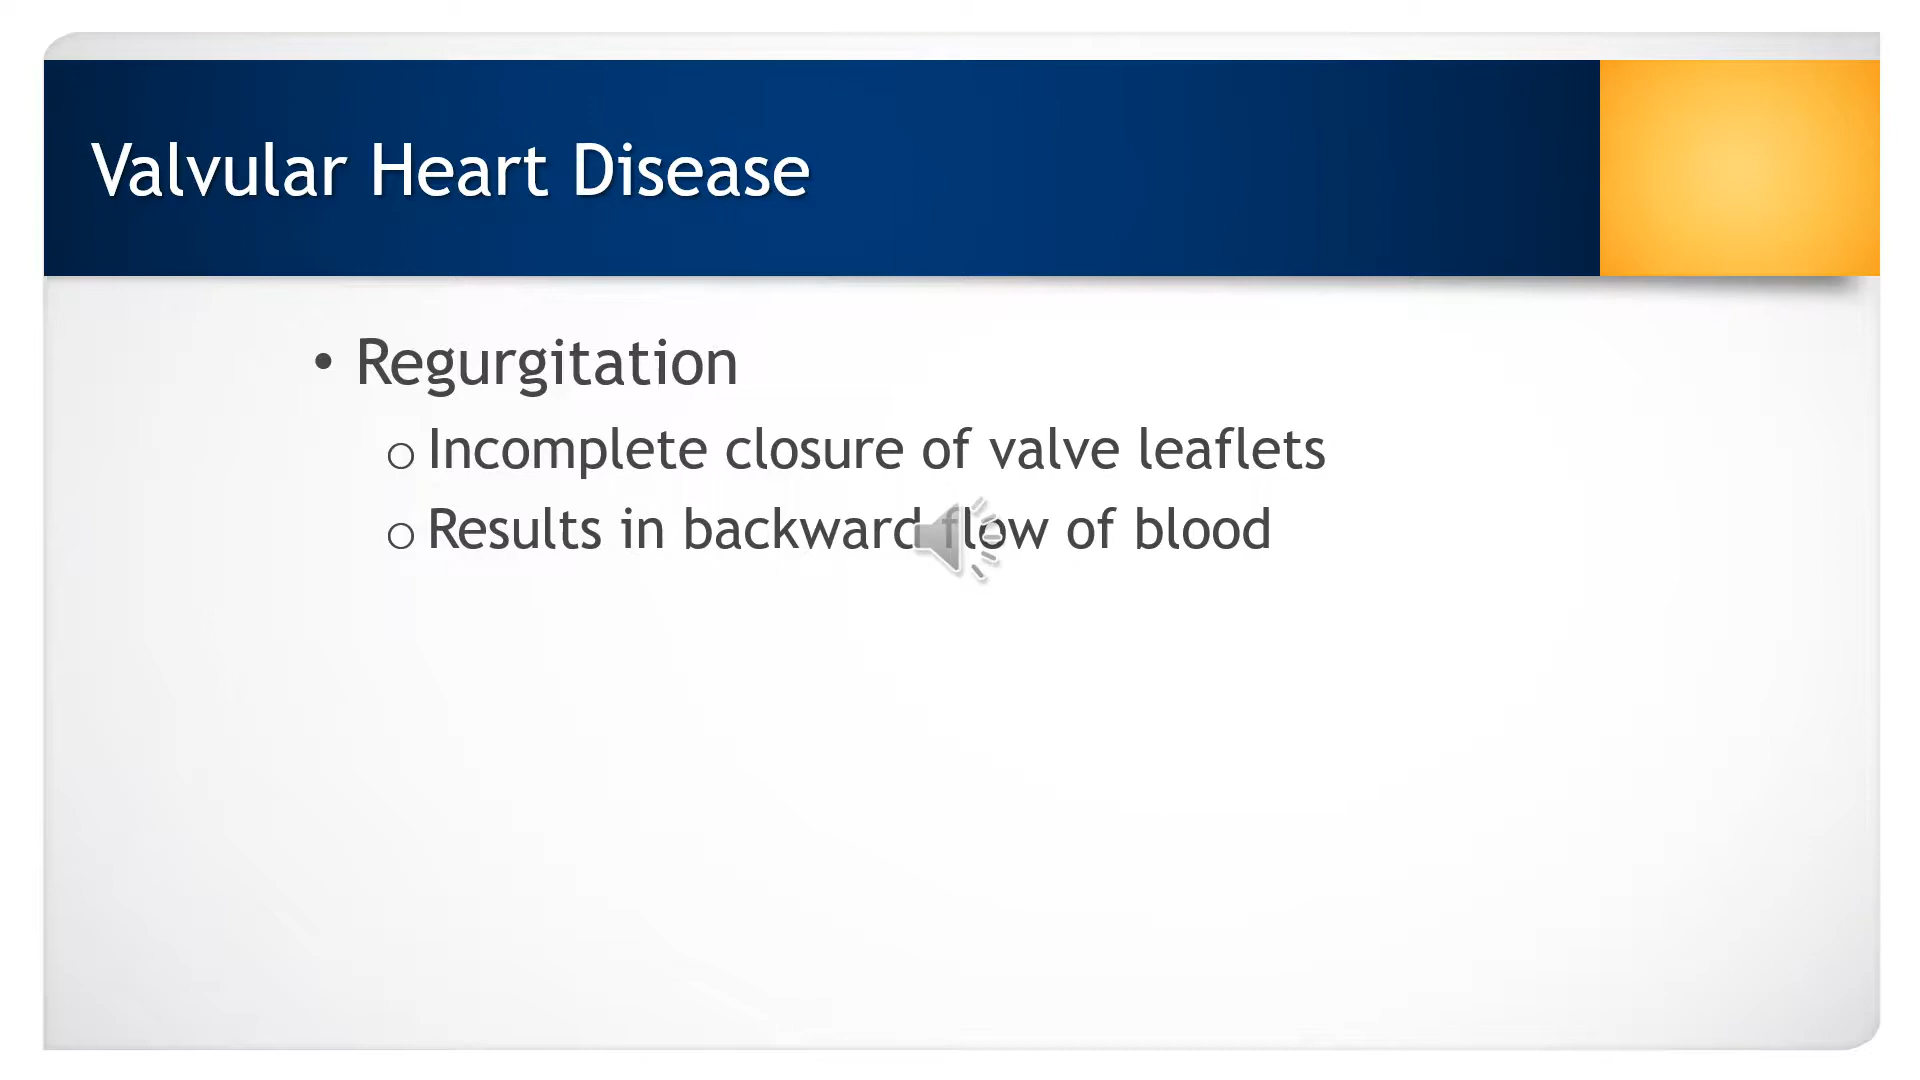 Valvular Heart Disease
• Regurgitation
o Incomplete closure of valve leaflets
o Results in backward flow of blood